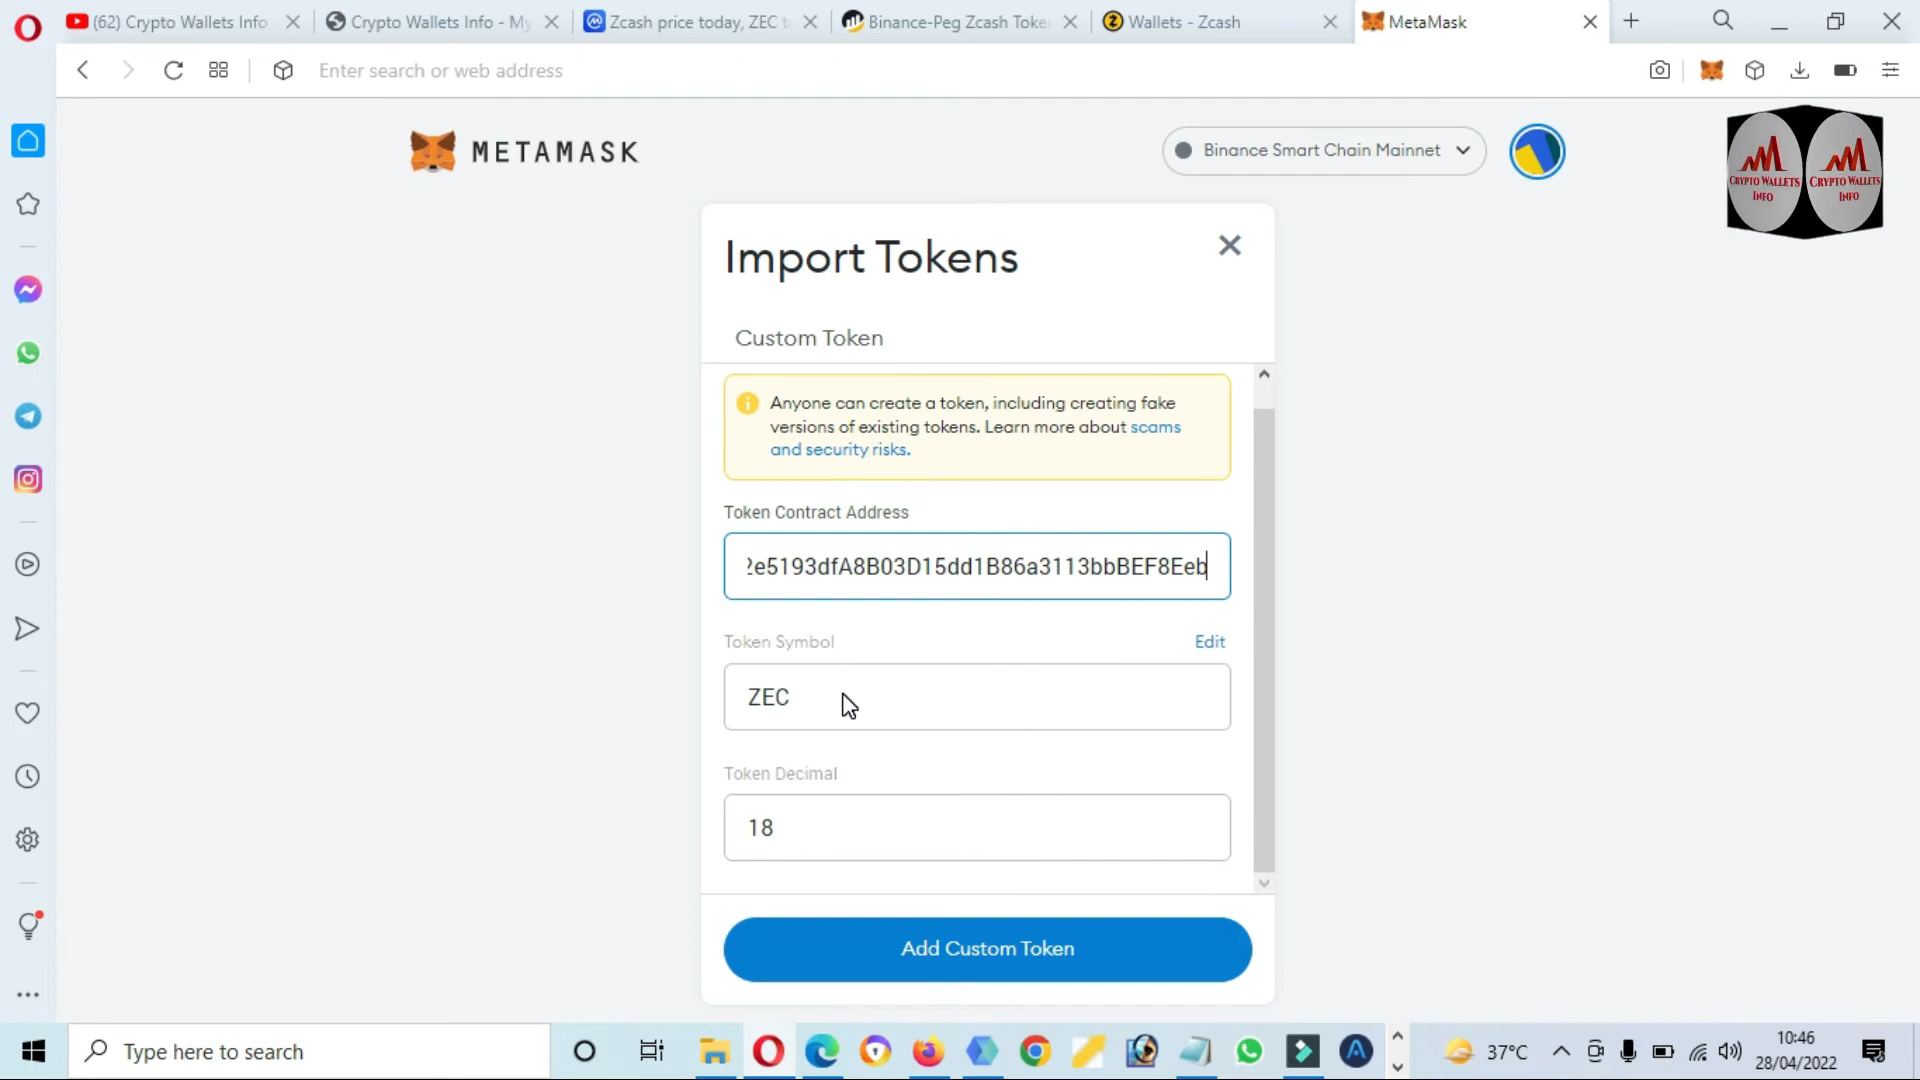 (62) Crypto Wallets Info
Crypto Wallets Info - My
Zcash price today, ZEC t
Binance-Peg Zcash Toke
Wallets - Zcash
MetaMask
Enter search or web address
METAMASK
Binance Smart Chain Mainnet
CRYPTO WALLETS
INFO
CRYPTO WALLETS
INFO
Import Tokens
Custom Token
Anyone can create a token, including creating fake
versions of existing tokens. Learn more about scams
and security risks.
Token Contract Address
2e5193dfA8B03D15dd1B86a3113bbBEF8Eeb
Token Symbol
Edit
ZEC
Token Decimal
18
Add Custom Token
Type here to search
37°C
10:46
28/04/2022